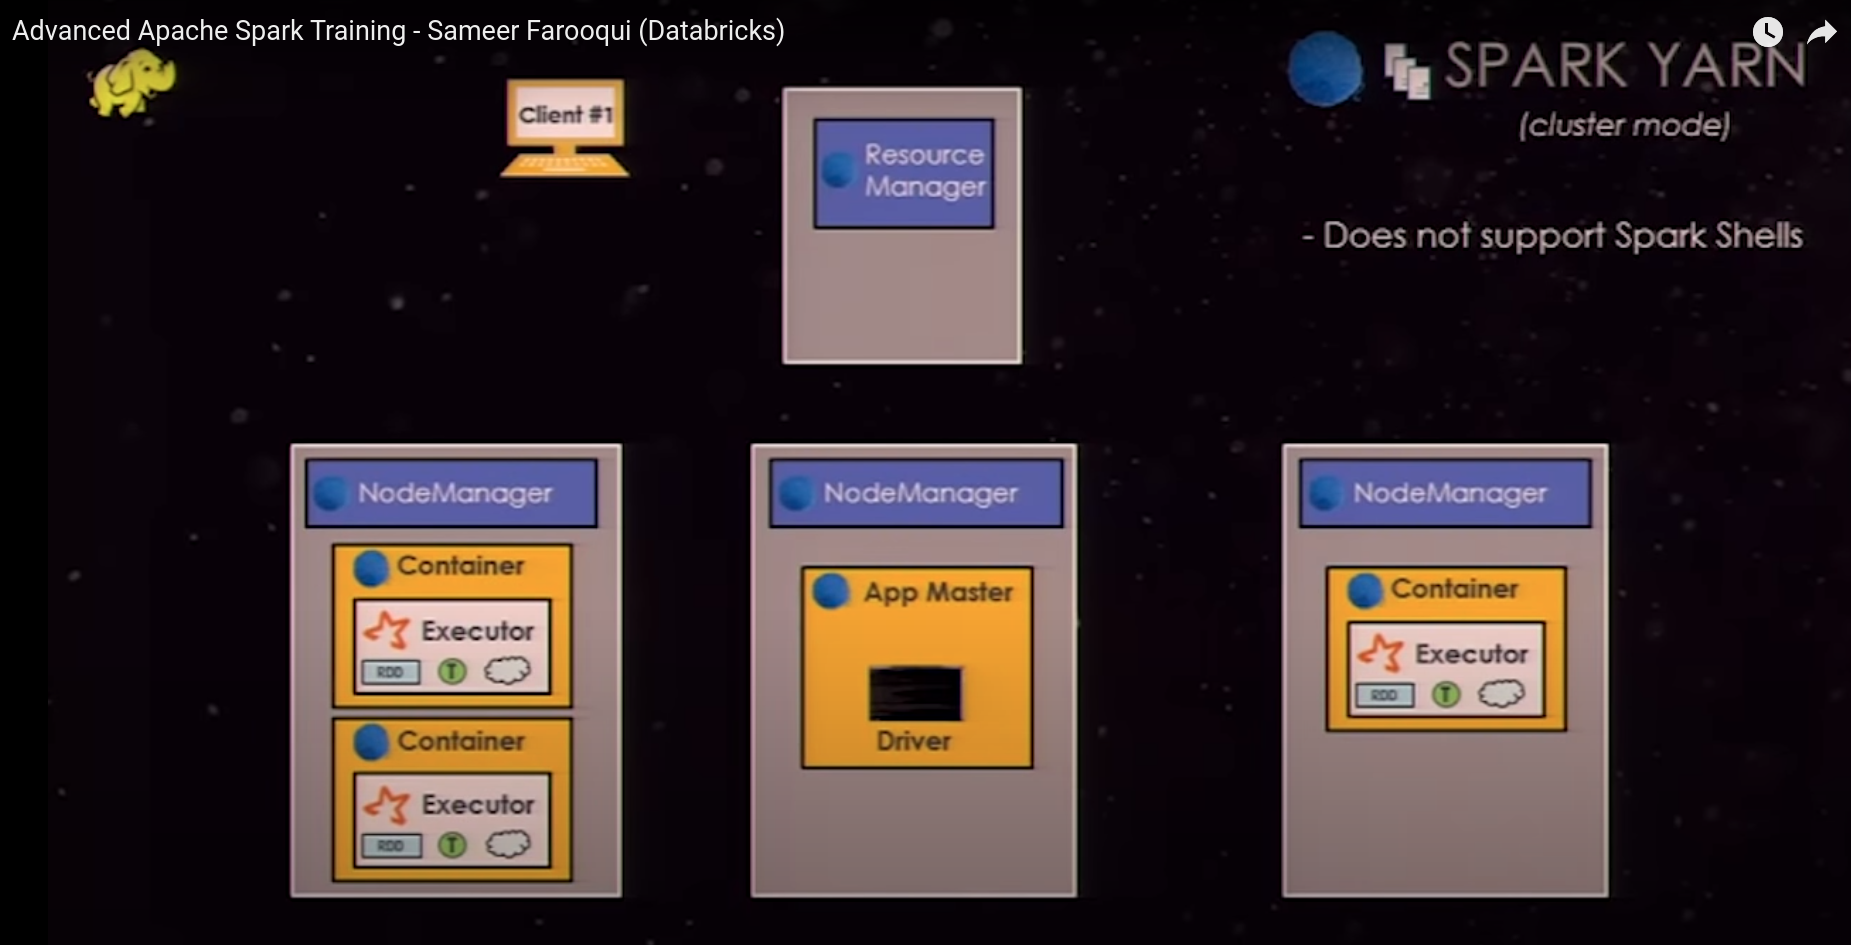 Advanced Apache Spark Training - Sameer Farooqui (Databricks)
SPARK YARN
(cluster mode)
Client #1
Resource
Manager
- Does not support Spark Shells
NodeManager
Container
Executor
RDD
T
Container
Executor
RDD
T
NodeManager
App Master
Driver
NodeManager
Container
Executor
RDD
T